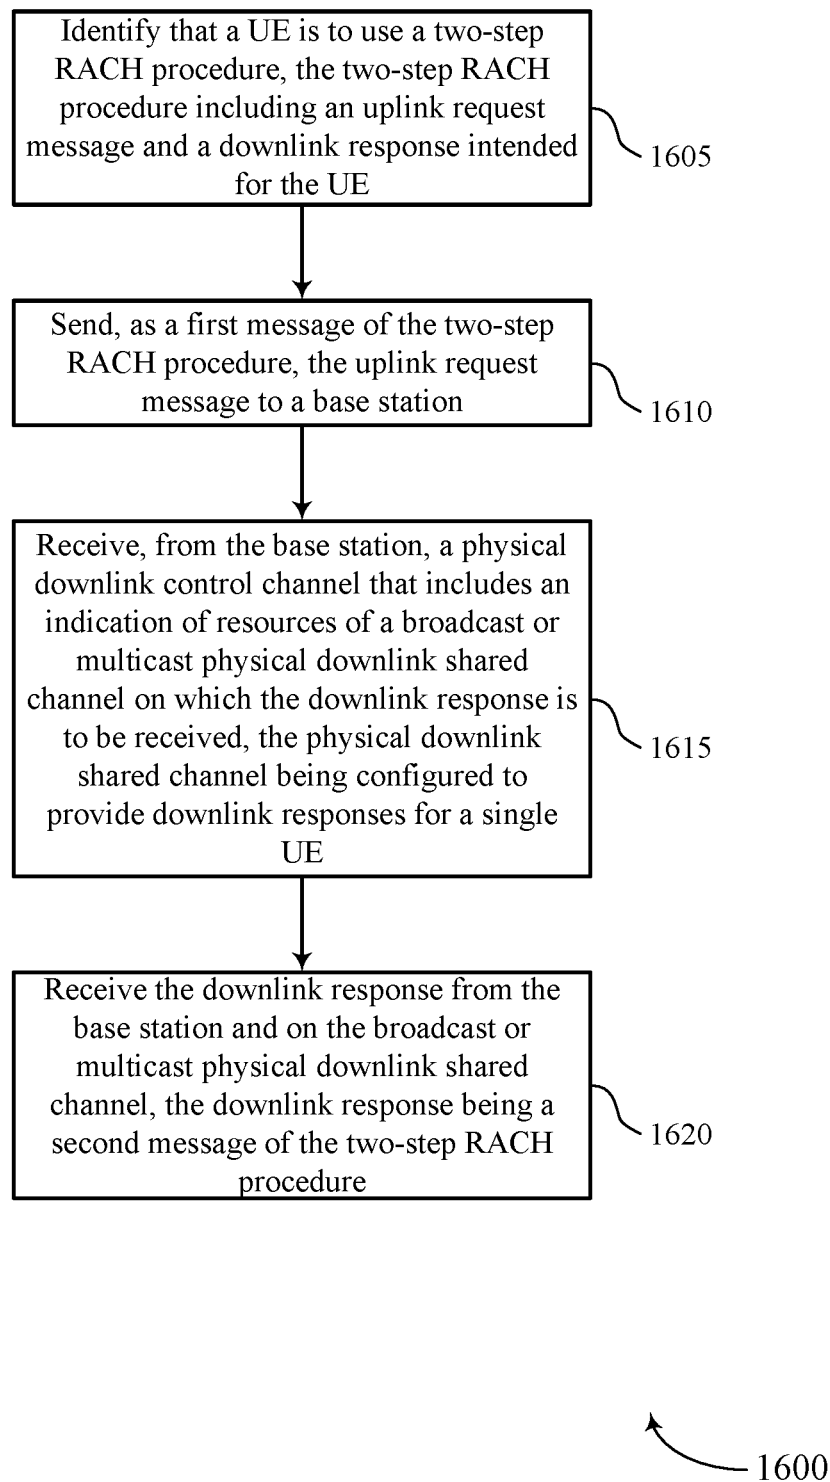 Identify that a UE is to use a two-step
RACH procedure, the two-step RACH
procedure including an uplink request
message and a downlink response intended
for the UE
1605
Send, as a first message of the two-step
RACH procedure, the uplink request
message to a base station
1610
Receive, from the base station, a physical
downlink control channel that includes an
indication of resources of a broadcast or
multicast physical downlink shared
channel on which the downlink response is
to be received, the physical downlink
shared channel being configured to
provide downlink responses for a single
UE
1615
Receive the downlink response from the
base station and on the broadcast or
multicast physical downlink shared
channel, the downlink response being a
second message of the two-step RACH
procedure
1620
1600